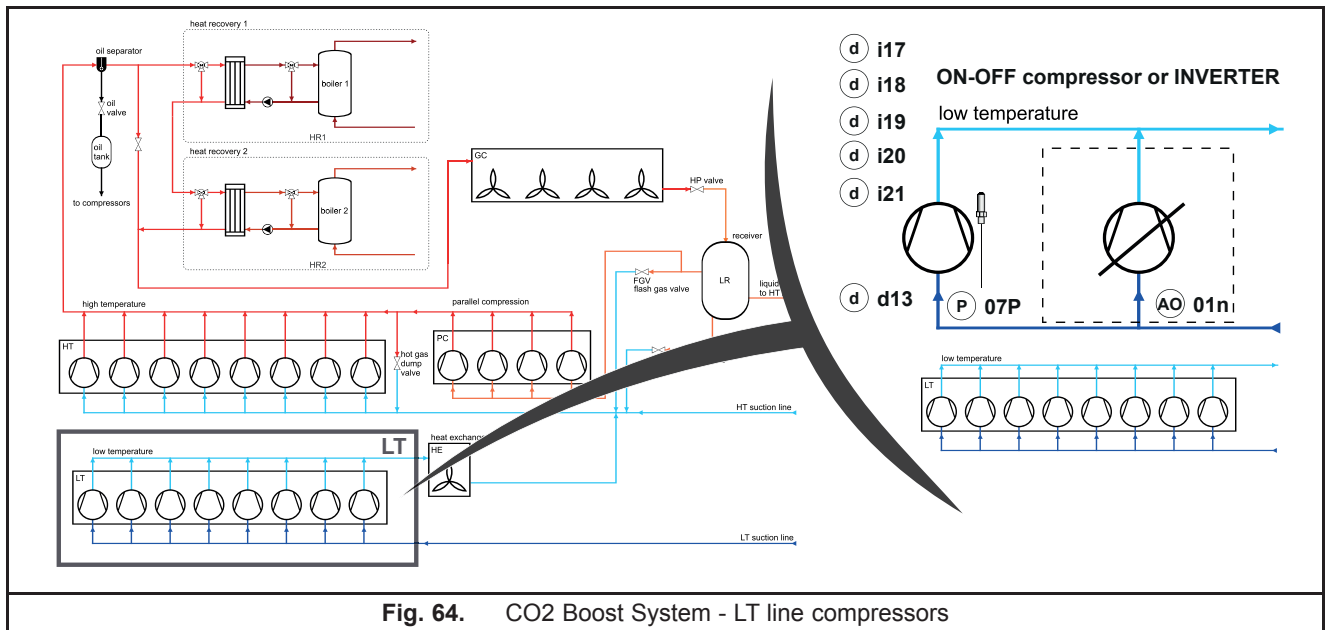 heat recovery 1
oil separator
oil
valve
oil
tank
to compressors
boiler 1
HR1
heat recovery 2
boiler 2
HR2
GC
HP valve
receiver
LR
FGV
flash gas valve
liquid
to HT
high temperature
parallel compression
HT
PC
hot gas
dump
valve
HT suction line
LT
low temperature
LT
heat exchang
HE
LT suction line
d i17
d i18
d i19
d i20
d i21
d d13
ON-OFF compressor or INVERTER
low temperature
P 07P
AO 01n
low temperature
LT
Fig. 64. CO2 Boost System - LT line compressors